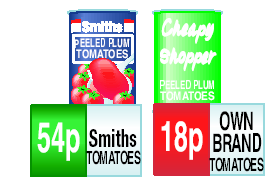 Smiths
PEELED PLUM
TOMATOES
Cheapy
Shopper
PEELED PLUM
TOMATOES
54p
Smiths
TOMATOES
18p
OWN
BRAND
TOMATOES